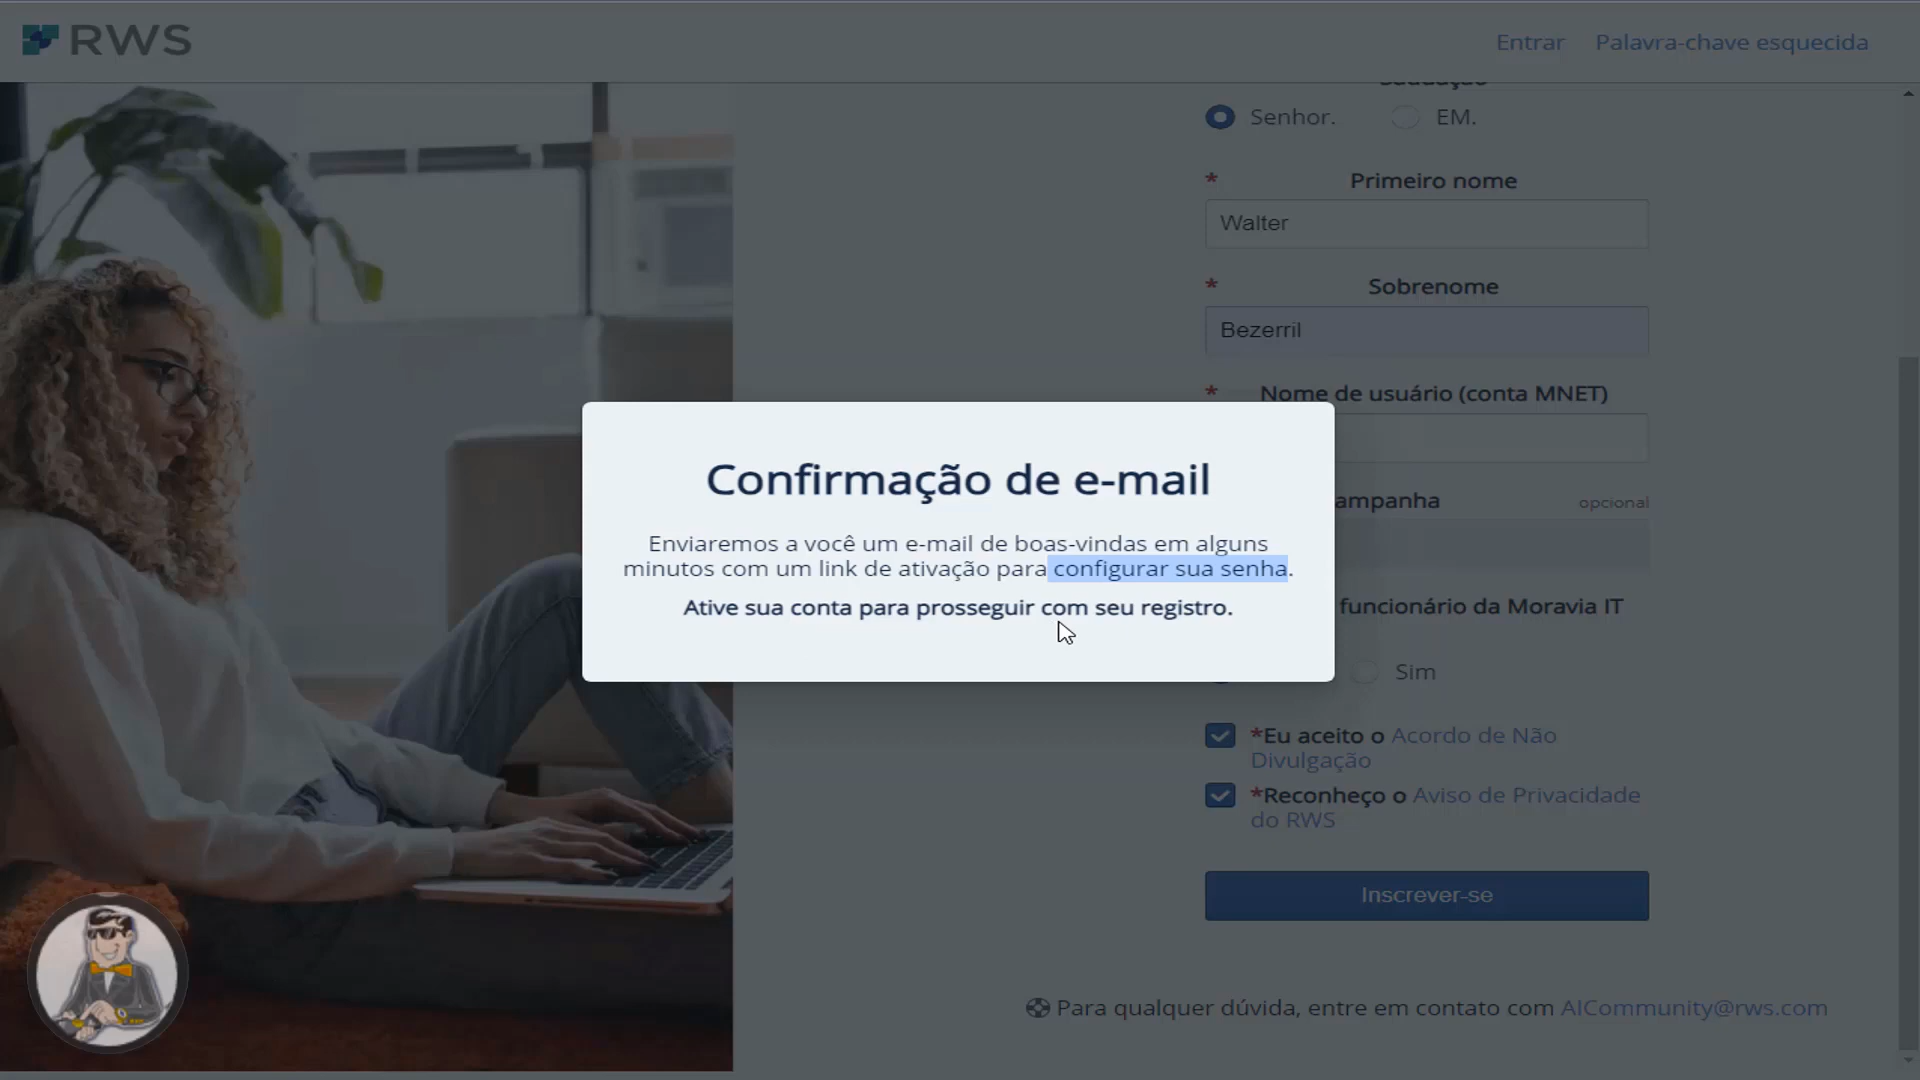 RWS
Entrar
Palavra-chave esquecida
Senhor.
EM.
* Primeiro nome
Walter
* Sobrenome
Bezerril
* Nome de usuário (conta MNET)
ampanha
opcional
Confirmação de e-mail
Enviaremos a você um e-mail de boas-vindas em alguns
minutos com um link de ativação para configurar sua senha.
Ative sua conta para prosseguir com seu registro.
funcionário da Moravia IT
Sim
*Eu aceito o Acordo de Não
Divulgação
*Reconheço o Aviso de Privacidade
do RWS
Inscrever-se
Para qualquer dúvida, entre em contato com AICommunity@rws.com